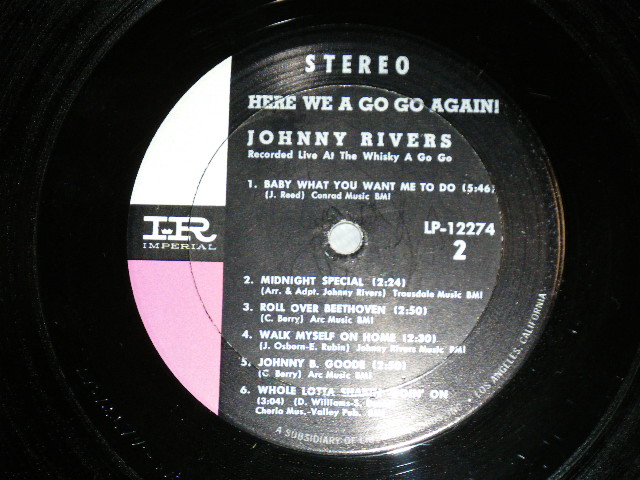 STEREO
HERE WE A GO GO AGAIN!
JOHNNY RIVERS
Recorded Live At The Whisky A Go Go
1. BABY WHAT YOU WANT ME TO DO (5:46)
(J. Reed) Conrad Music BMI
IR
IMPERIAL
LP-12274
2
2. MIDNIGHT SPECIAL (2:24)
(Arr. & Adpt. Johnny Rivers) Trousdale Music BMI
3. ROLL OVER BEETHOVEN (2:50)
(C. Berry) Arc Music BMI
4. WALK MYSELF ON HOME (2:30)
(J. Osborn-E. Rubin) Johnny Rivers Music BMI
5. JOHNNY B. GOODE
(C. Berry) Arc Music BMI
6. WHOLE LOTTA ON
(3:04) (D. Williams-S.
Cherio Mus.-Valley Pub.
A SUBSIDIARY OF LOS ANGELES, CALIFORNIA